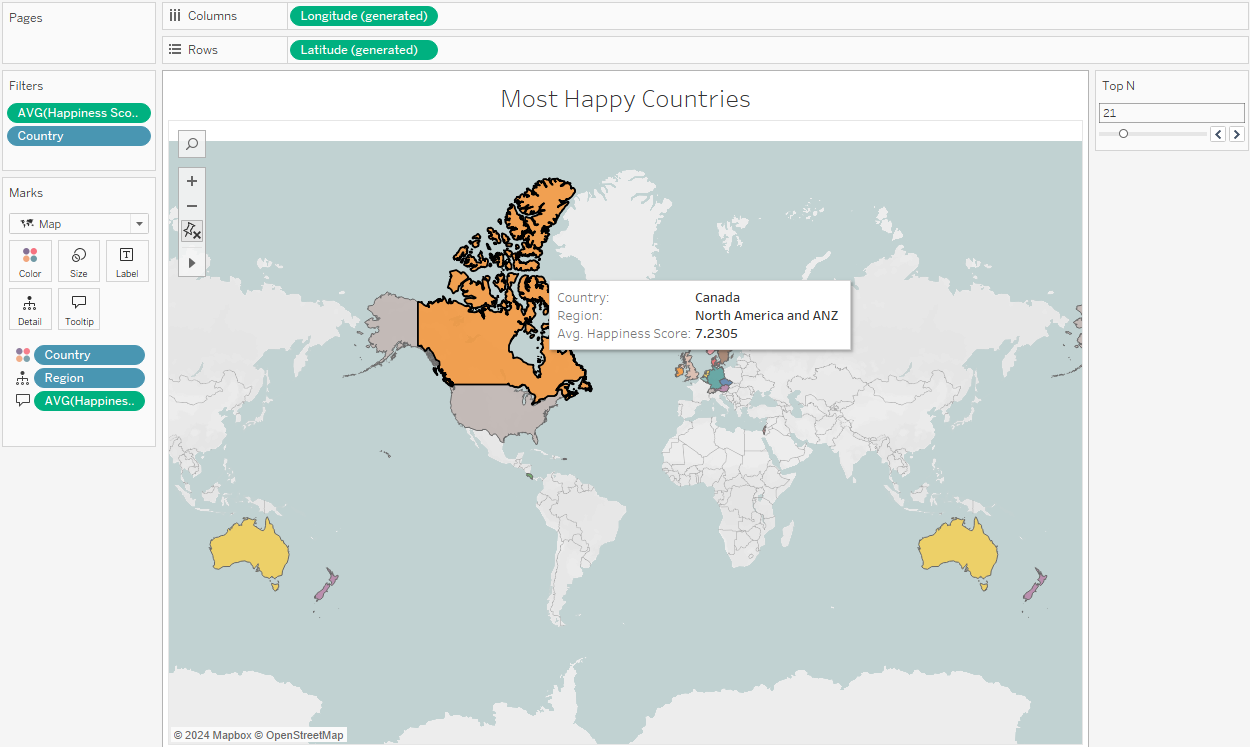 Pages
Columns
Longitude (generated)
Rows
Latitude (generated)
Filters
AVG(Happiness Sco..
Country
Marks
Map
Color
Size
Label
Detail
Tooltip
Country
Region
AVG(Happines..
Most Happy Countries
Country: Canada
Region: North America and ANZ
Avg. Happiness Score: 7.2305
© 2024 Mapbox © OpenStreetMap
Top N
21